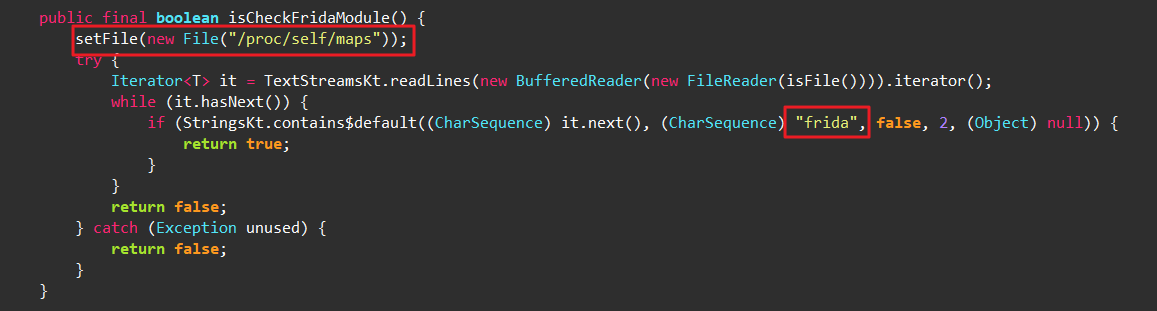 public final boolean isCheckFridaModule() {
setFile(new File("/proc/self/maps"));
try {
Iterator<T> it = TextStreamsKt.readLines(new BufferedReader(new FileReader(isFile()))).iterator();
while (it.hasNext()) {
if (StringsKt.contains$default((CharSequence) it.next(), (CharSequence) "frida", false, 2, (Object) null)) {
return true;
}
}
return false;
} catch (Exception unused) {
return false;
}
}